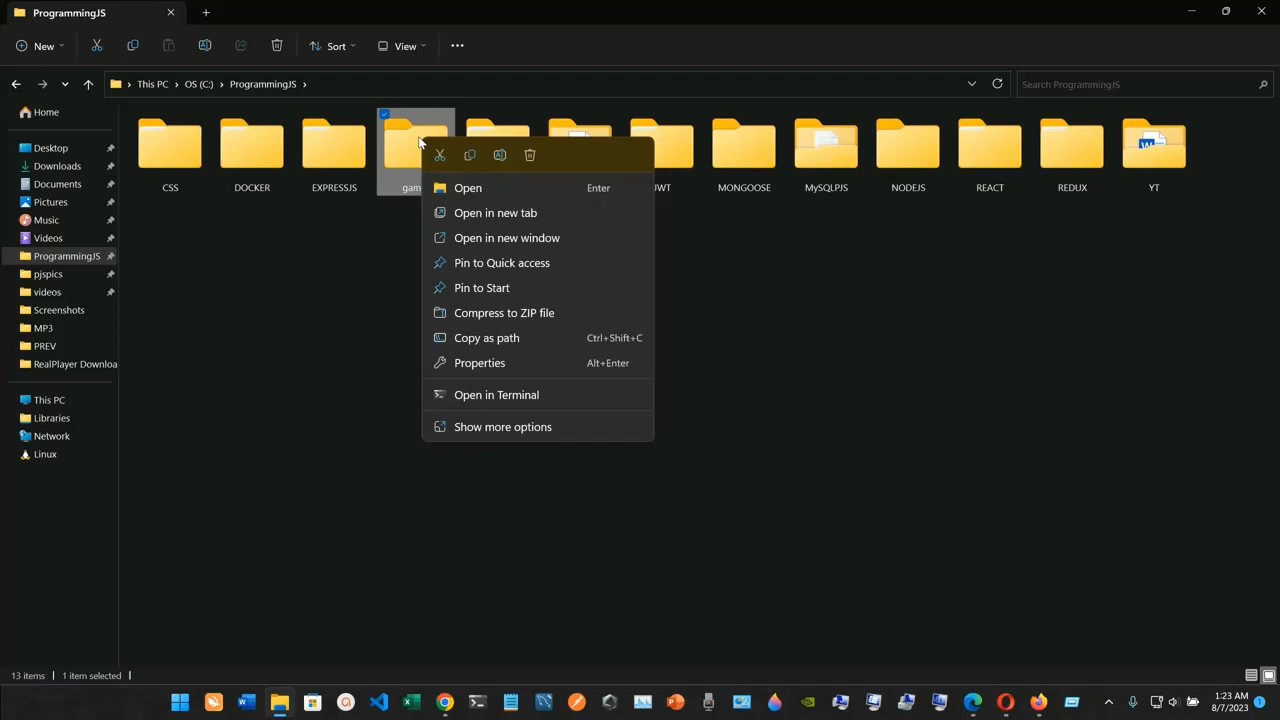 ProgrammingJS
New
Sort
View
This PC
OS (C:)
ProgrammingJS
Search ProgrammingJS
Home
Desktop
Downloads
Documents
Pictures
Music
Videos
ProgrammingJS
pjspics
videos
Screenshots
MP3
PREV
RealPlayer Downloa
This PC
Libraries
Network
Linux
CSS
DOCKER
EXPRESSJS
MONGOOSE
MySQLPJS
NODEJS
REACT
REDUX
YT
Open Enter
Open in new tab
Open in new window
Pin to Quick access
Pin to Start
Compress to ZIP file
Copy as path Ctrl+Shift+C
Properties Alt+Enter
Open in Terminal
Show more options
13 items
1 item selected
1:23 AM
8/7/2023